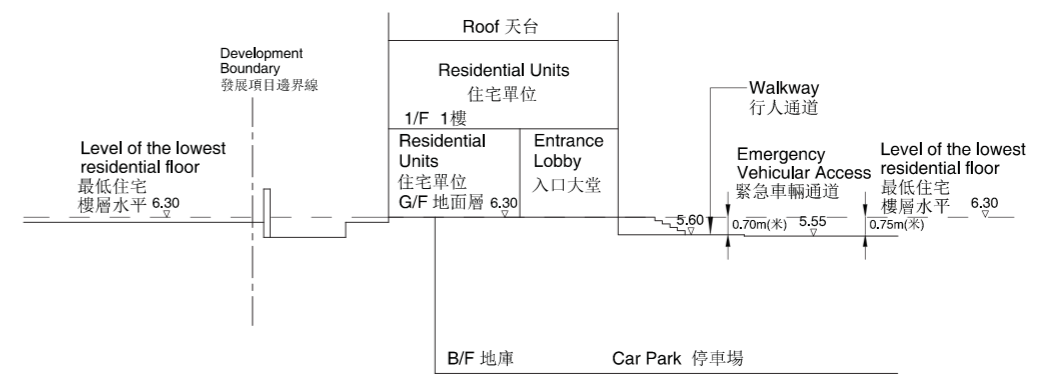 Roof 天台
Development
Boundary
發展項目邊界線
Residential Units
住宅單位
1/F 1樓
Walkway
行人通道
Level of the lowest
residential floor
最低住宅
樓層水平 6.30
Residential
Units
住宅單位
G/F 地面層 6.30
Entrance
Lobby
入口大堂
Emergency
Vehicular Access
緊急車輛通道
Level of the lowest
residential floor
最低住宅
樓層水平 6.30
5.60
0.70m(米)
5.55
0.75m(米)
B/F 地庫
Car Park 停車場